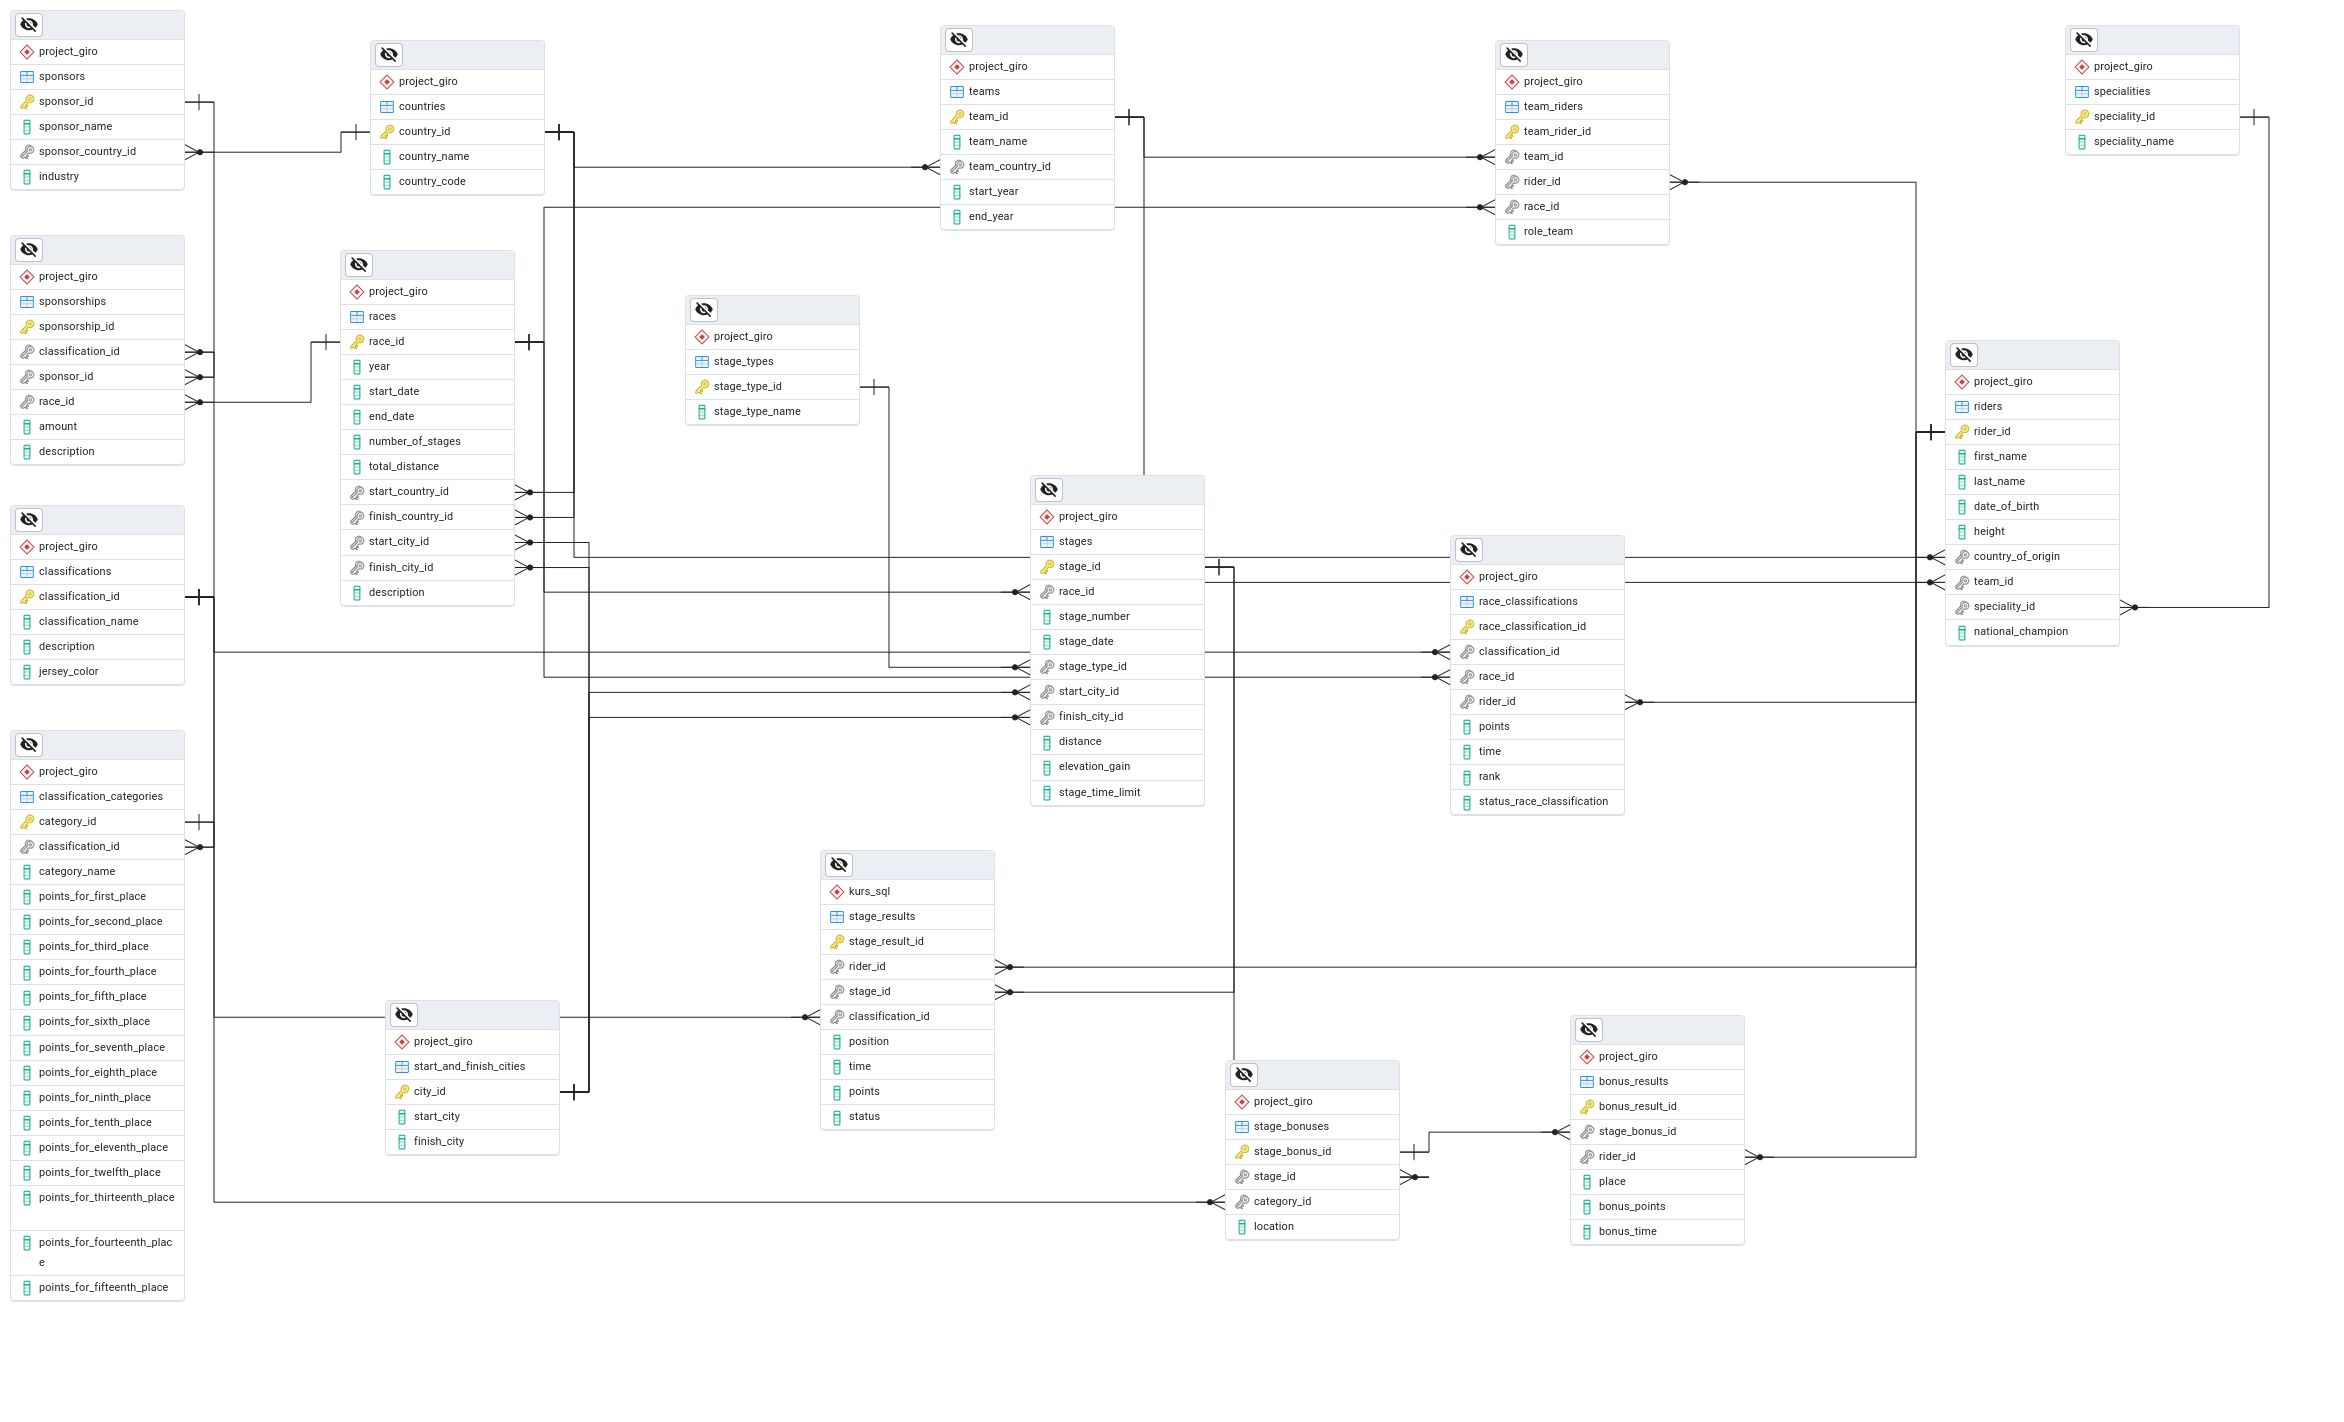 project_giro
sponsors
sponsor_id
sponsor_name
sponsor_country_id
industry
project_giro
countries
country_id
country_name
country_code
project_giro
teams
team_id
team_name
team_country_id
start_year
end_year
project_giro
team_riders
team_rider_id
team_id
rider_id
race_id
role_team
project_giro
specialities
speciality_id
speciality_name
project_giro
sponsorships
sponsorship_id
classification_id
sponsor_id
race_id
amount
description
project_giro
races
race_id
year
start_date
end_date
number_of_stages
total_distance
start_country_id
finish_country_id
start_city_id
finish_city_id
description
project_giro
stage_types
stage_type_id
stage_type_name
project_giro
riders
rider_id
first_name
last_name
date_of_birth
height
country_of_origin
team_id
speciality_id
national_champion
project_giro
classifications
classification_id
classification_name
description
jersey_color
project_giro
stages
stage_id
race_id
stage_number
stage_date
stage_type_id
start_city_id
finish_city_id
distance
elevation_gain
stage_time_limit
project_giro
race_classifications
race_classification_id
classification_id
race_id
rider_id
points
time
rank
status_race_classification
project_giro
classification_categories
category_id
classification_id
category_name
points_for_first_place
points_for_second_place
points_for_third_place
points_for_fourth_place
points_for_fifth_place
points_for_sixth_place
points_for_seventh_place
points_for_eighth_place
points_for_ninth_place
points_for_tenth_place
points_for_eleventh_place
points_for_twelfth_place
points_for_thirteenth_place
points_for_fourteenth_plac
e
points_for_fifteenth_place
project_giro
start_and_finish_cities
city_id
start_city
finish_city
kurs_sql
stage_results
stage_result_id
rider_id
stage_id
classification_id
position
time
points
status
project_giro
stage_bonuses
stage_bonus_id
stage_id
category_id
location
project_giro
bonus_results
bonus_result_id
stage_bonus_id
rider_id
place
bonus_points
bonus_time